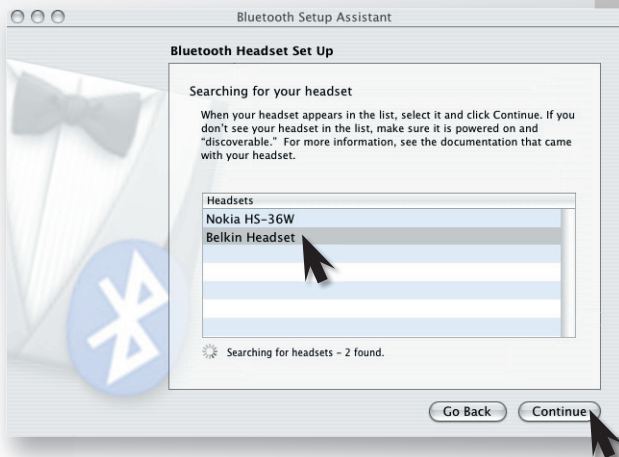 Bluetooth Setup Assistant
Bluetooth Headset Set Up
Searching for your headset
When your headset appears in the list, select it and click Continue. If you
don't see your headset in the list, make sure it is powered on and
"discoverable." For more information, see the documentation that came
with your headset.
Headsets
Nokia HS-36W
Belkin Headset
Searching for headsets – 2 found.
Go Back
Continue